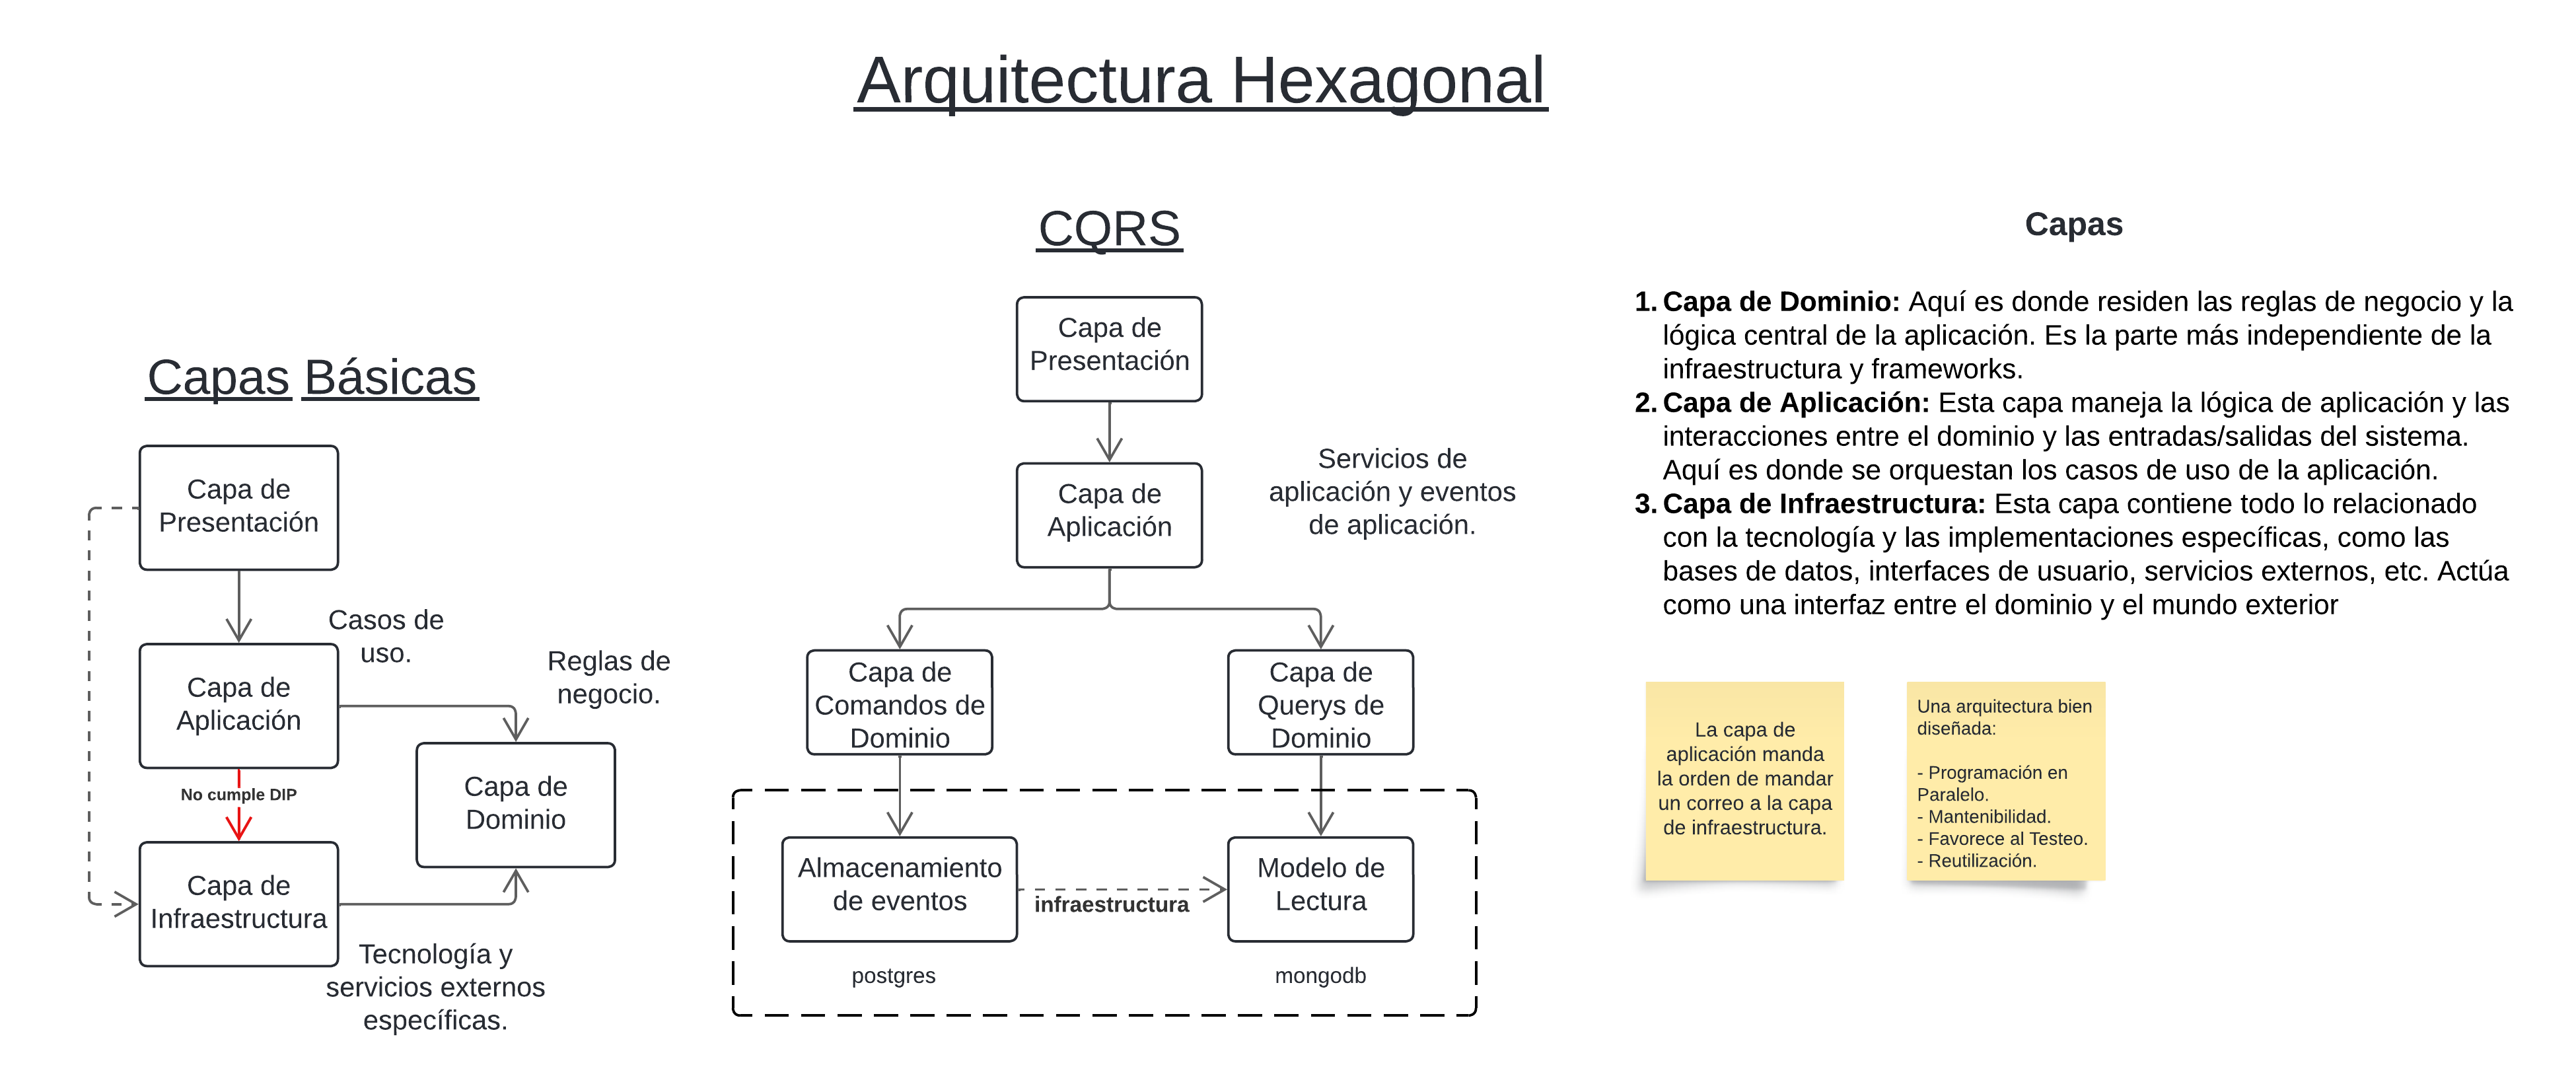 Arquitectura Hexagonal
Capas Básicas
Capa de
Presentación
Capa de
Aplicación
Casos de
uso.
Reglas de
negocio.
No cumple DIP
Capa de
Dominio
Capa de
Infraestructura
Tecnología y
servicios externos
específicas.
CQRS
Capa de
Presentación
Capa de
Aplicación
Servicios de
aplicación y eventos
de aplicación.
Capa de
Comandos de
Dominio
Capa de
Querys de
Dominio
Almacenamiento
de eventos
infraestructura
Modelo de
Lectura
postgres
mongodb
Capas
1. Capa de Dominio: Aquí es donde residen las reglas de negocio y la
lógica central de la aplicación. Es la parte más independiente de la
infraestructura y frameworks.
2. Capa de Aplicación: Esta capa maneja la lógica de aplicación y las
interacciones entre el dominio y las entradas/salidas del sistema.
Aquí es donde se orquestan los casos de uso de la aplicación.
3. Capa de Infraestructura: Esta capa contiene todo lo relacionado
con la tecnología y las implementaciones específicas, como las
bases de datos, interfaces de usuario, servicios externos, etc. Actúa
como una interfaz entre el dominio y el mundo exterior
La capa de
aplicación manda
la orden de mandar
un correo a la capa
de infraestructura.
Una arquitectura bien
diseñada:
- Programación en
Paralelo.
- Mantenibilidad.
- Favorece al Testeo.
- Reutilización.